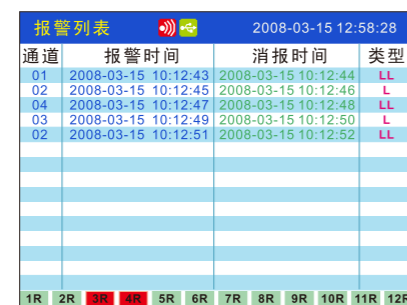 报警列表 2008-03-15 12:58:28
通道 报警时间 消报时间 类型
01 2008-03-15 10:12:43 2008-03-15 10:12:44 LL
02 2008-03-15 10:12:45 2008-03-15 10:12:46 L
04 2008-03-15 10:12:47 2008-03-15 10:12:48 LL
03 2008-03-15 10:12:49 2008-03-15 10:12:50 L
02 2008-03-15 10:12:51 2008-03-15 10:12:52 LL
1R 2R 3R 4R 5R 6R 7R 8R 9R 10R 11R 12R